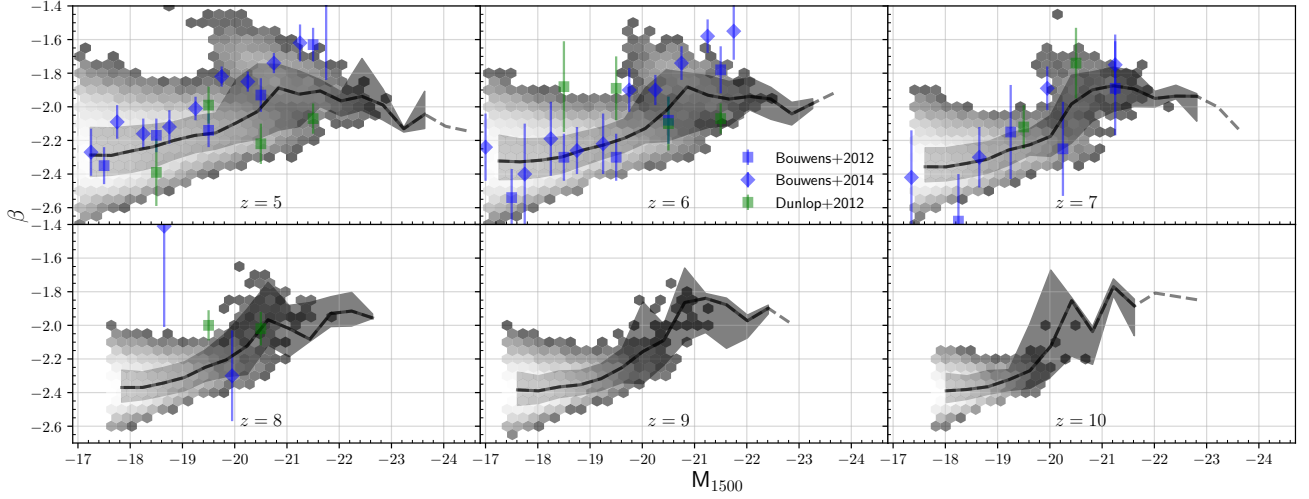 −1.4
−1.6
−1.8
−2.0
−2.2
−2.4
−2.6
z = 5
z = 6
Bouwens+2012
Bouwens+2014
Dunlop+2012
z = 7
β
−1.4
−1.6
−1.8
−2.0
−2.2
−2.4
−2.6
z = 8
z = 9
z = 10
−17 −18 −19 −20 −21 −22 −23 −24 −17 −18 −19 −20 −21 −22 −23 −24 −17 −18 −19 −20 −21 −22 −23 −24
M1500